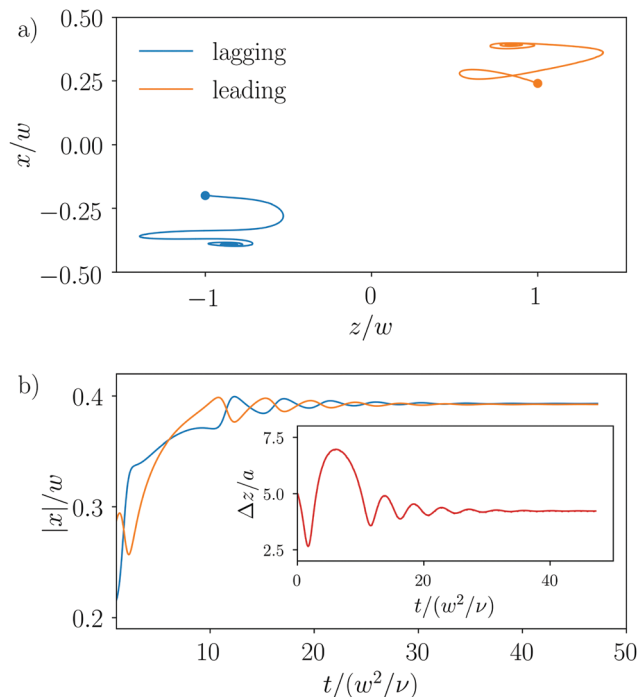 a)
0.50
0.25
0.00
−0.25
−0.50
x/w
lagging
leading
−1
0
1
z/w
b)
0.4
0.3
0.2
|x|/w
7.5
5.0
2.5
Δz/a
0
20
40
t/(w²/ν)
10
20
30
40
50
t/(w²/ν)